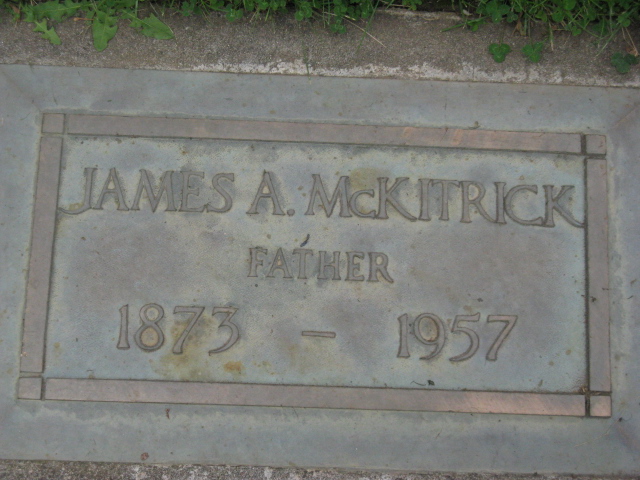 JAMES A. McKITRICK
FATHER
1873 – 1957